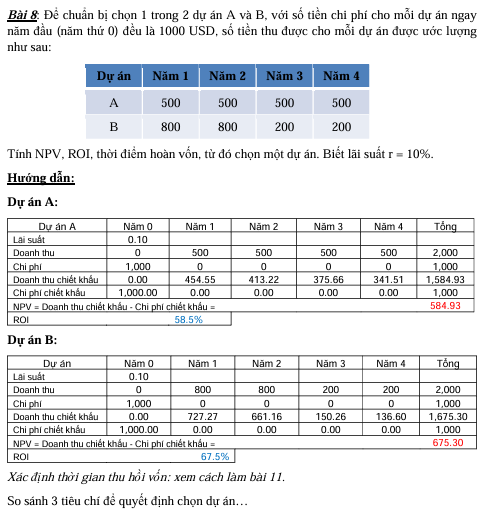 Bài 8: Để chuẩn bị chọn 1 trong 2 dự án A và B, với số tiền chi phí cho mỗi dự án ngay
năm đầu (năm thứ 0) đều là 1000 USD, số tiền thu được cho mỗi dự án được ước lượng
như sau:
Dự án Năm 1 Năm 2 Năm 3 Năm 4
A 500 500 500 500
B 800 800 200 200
Tính NPV, ROI, thời điểm hoàn vốn, từ đó chọn một dự án. Biết lãi suất r = 10%.
Hướng dẫn:
Dự án A:
Dự án A Năm 0 Năm 1 Năm 2 Năm 3 Năm 4 Tổng
Lãi suất 0.10
Doanh thu 0 500 500 500 500 2,000
Chi phí 1,000 0 0 0 0 1,000
Doanh thu chiết khấu 0.00 454.55 413.22 375.66 341.51 1,584.93
Chi phí chiết khấu 1,000.00 0.00 0.00 0.00 0.00 1,000
NPV = Doanh thu chiết khấu - Chi phí chiết khấu = 584.93
ROI 58.5%
Dự án B:
Dự án Năm 0 Năm 1 Năm 2 Năm 3 Năm 4 Tổng
Lãi suất 0.10
Doanh thu 0 800 800 200 200 2,000
Chi phí 1,000 0 0 0 0 1,000
Doanh thu chiết khấu 0.00 727.27 661.16 150.26 136.60 1,675.30
Chi phí chiết khấu 1,000.00 0.00 0.00 0.00 0.00 1,000
NPV = Doanh thu chiết khấu - Chi phí chiết khấu = 675.30
ROI 67.5%
Xác định thời gian thu hồi vốn: xem cách làm bài 11.
So sánh 3 tiêu chí để quyết định chọn dự án…